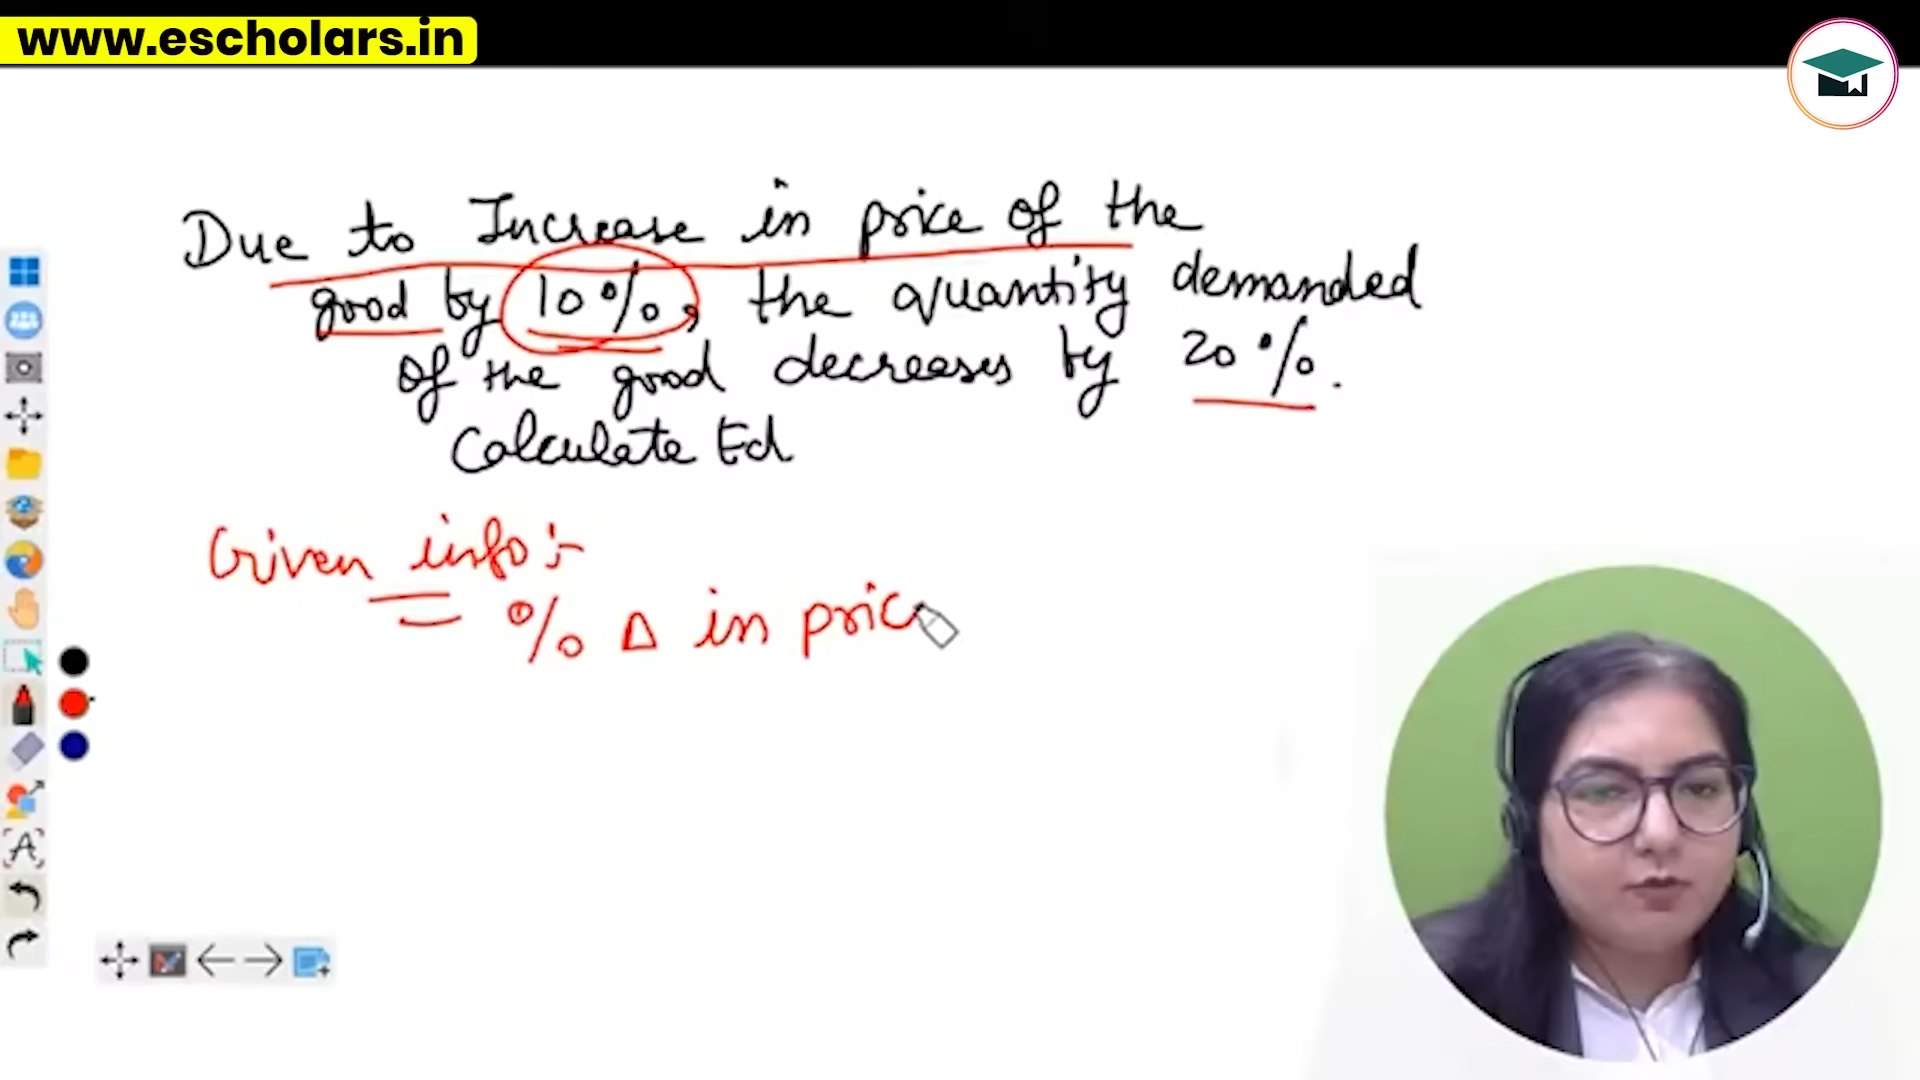 www.escholars.in
Due to Increase in price of the
good by 10%, the quantity demanded
of the good decreases by 20%.
Calculate Ed
Given info:-
% Δ in pric